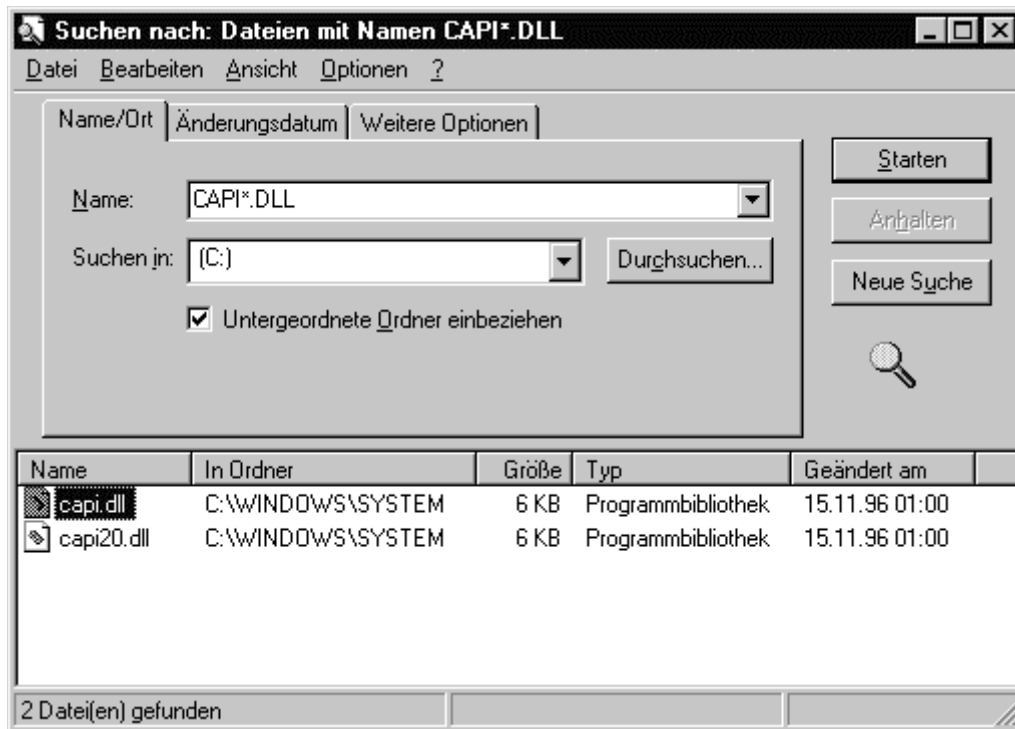 Suchen nach: Dateien mit Namen CAPI*.DLL
Datei Bearbeiten Ansicht Optionen ?
Name/Ort Änderungsdatum Weitere Optionen
Starten
Name: CAPI*.DLL
Anhalten
Suchen in: (C:) Durchsuchen...
Neue Suche
Untergeordnete Ordner einbeziehen
Name In Ordner Größe Typ Geändert am
capi.dll C:\WINDOWS\SYSTEM 6 KB Programmbibliothek 15.11.96 01:00
capi20.dll C:\WINDOWS\SYSTEM 6 KB Programmbibliothek 15.11.96 01:00
2 Datei(en) gefunden